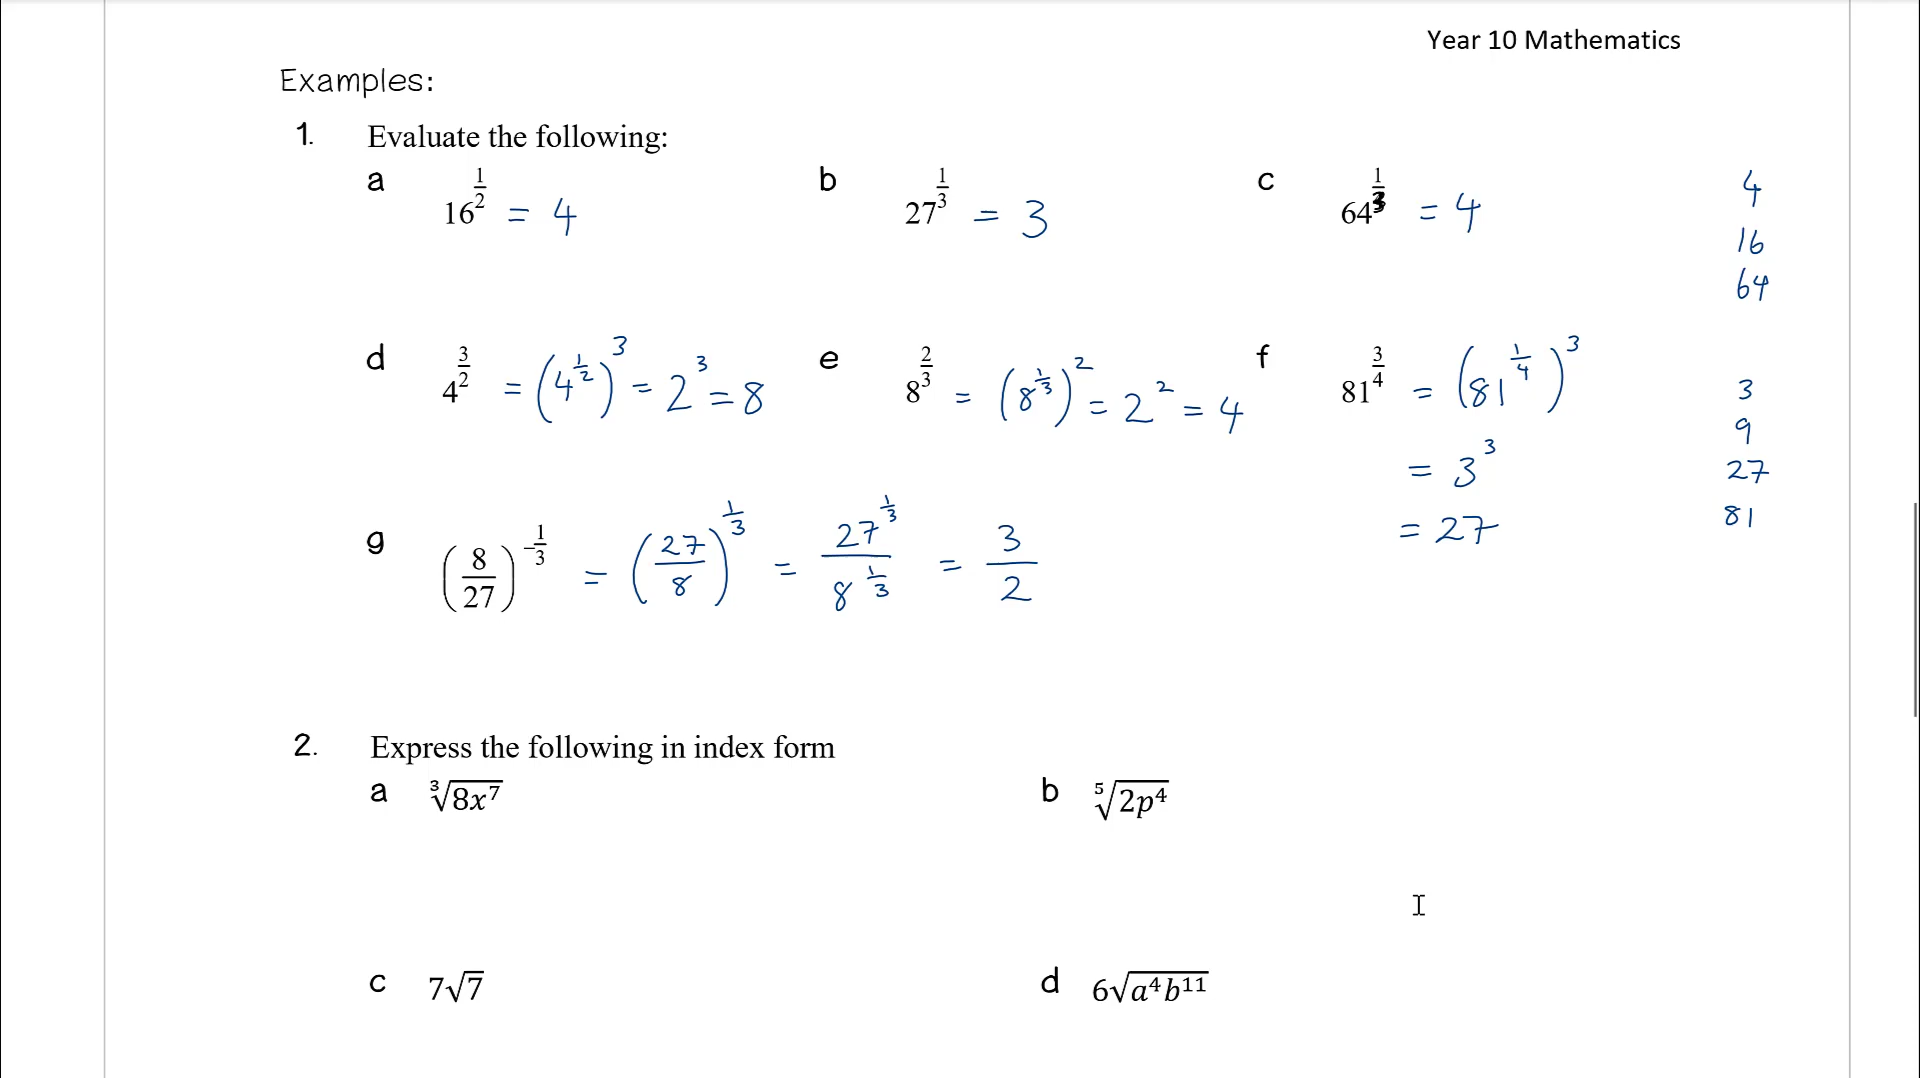 Year 10 Mathematics
Examples:
1. Evaluate the following:
a 16^(1/2) = 4 b 27^(1/3) = 3 c 64^(1/3) = 4
4
16
64
d 4^(3/2) = (4^(1/2))^3 = 2^3 = 8 e 8^(2/3) = (8^(1/3))^2 = 2^2 = 4 f 81^(3/4) = (81^(1/4))^3
= 3^3
= 27
3
9
27
81
g (8/27)^(-1/3) = (27/8)^(1/3) = 27^(1/3)/8^(1/3) = 3/2
2. Express the following in index form
a ∛(8x⁷) b ⁵√(2p⁴)
c 7√7 d 6√(a⁴b¹¹)